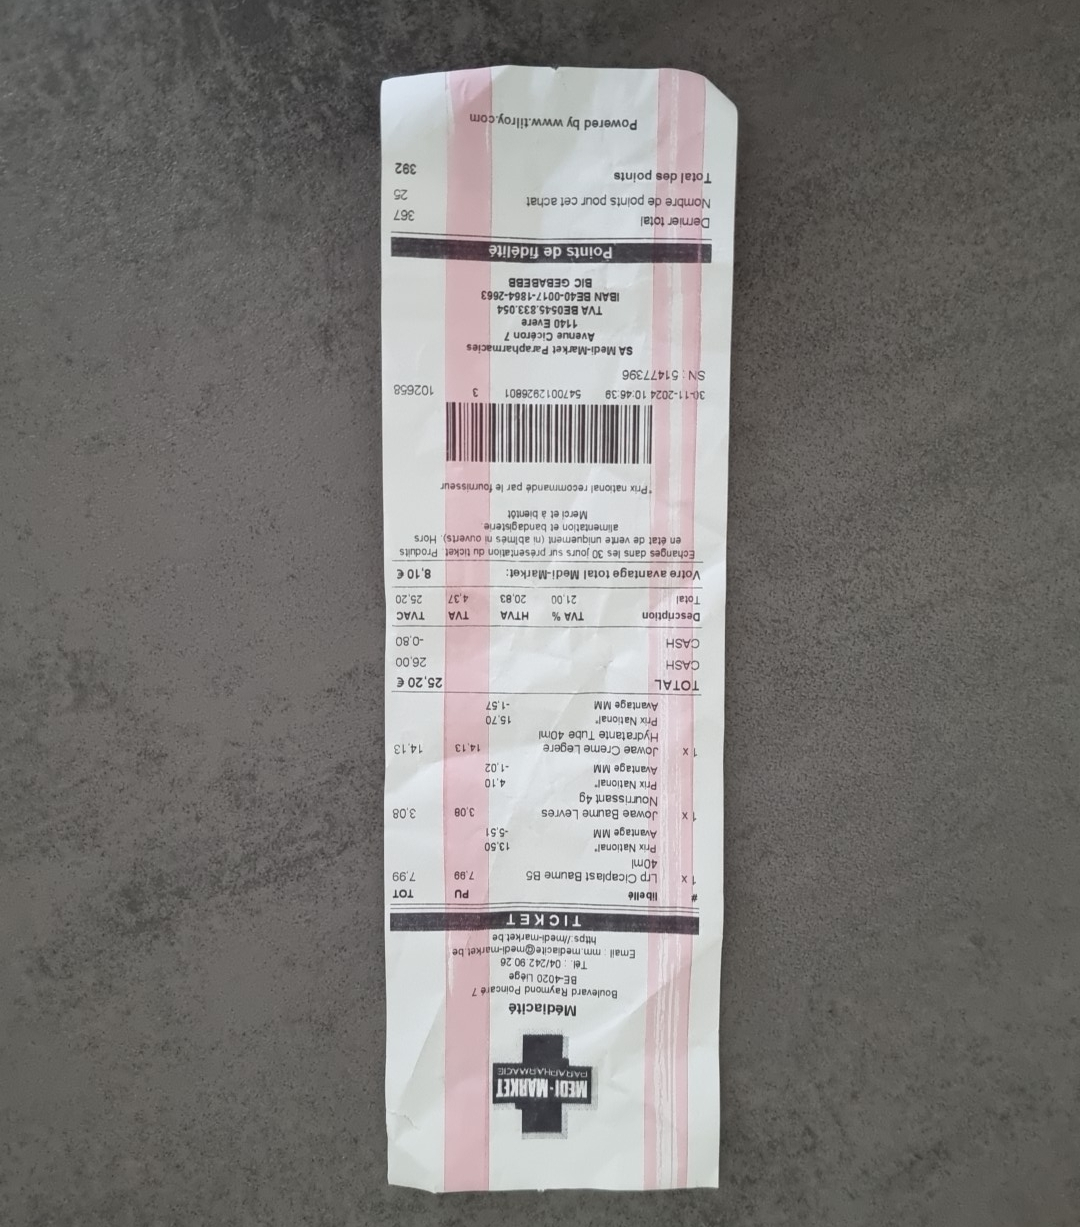 MEDI-MARKET
PARAPHARMACIE
Médiacité
Boulevard Raymond Poincaré 7
BE-4020 Liège
Tél. : 04/242 90 26
Email : mm.mediacite@medi-market.be
https://medi-market.be
TICKET
# libellé PU TOT
1 x Lrp Cicaplast Baume B5 7,99 7,99
40ml
Prix National* 13,50
Avantage MM -5,51
1 x Jowae Baume Levres 3,08 3,08
Nourrissant 4g
Prix National* 4,10
Avantage MM -1,02
1 x Jowae Creme Legere 14,13 14,13
Hydratante Tube 40ml
Prix National* 15,70
Avantage MM -1,57
TOTAL 25,20 €
CASH 26,00
CASH -0,80
Description TVA % HTVA TVA TVAC
Total 21,00 20,83 4,37 25,20
Votre avantage total Medi-Market: 8,10 €
Echanges dans les 30 jours sur présentation du ticket. Produits
en état de vente uniquement (ni abîmés ni ouverts). Hors
alimentation et bandagisterie.
Merci et à bientôt
*Prix national recommandé par le fournisseur
30-11-2024 10:46:39 5470012926801 3 102658
SN : 51477396
SA Medi-Market Parapharmacies
Avenue Cicéron 7
1140 Evere
TVA BE0545.833.054
IBAN BE40-0017-1864-2663
BIC GEBABEBB
Points de fidélité
Dernier total 367
Nombre de points pour cet achat 25
Total des points 392
Powered by www.tilroy.com